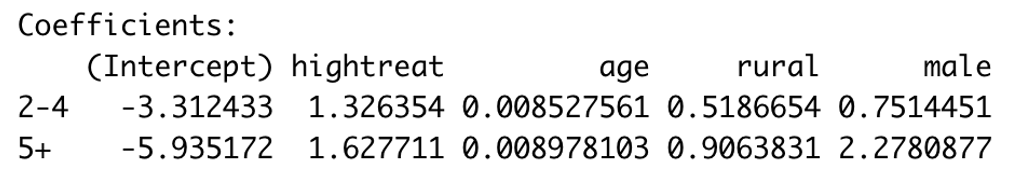 Coefficients:
(Intercept) hightreat age rural male
2-4 -3.312433 1.326354 0.008527561 0.5186654 0.7514451
5+ -5.935172 1.627711 0.008978103 0.9063831 2.2780877